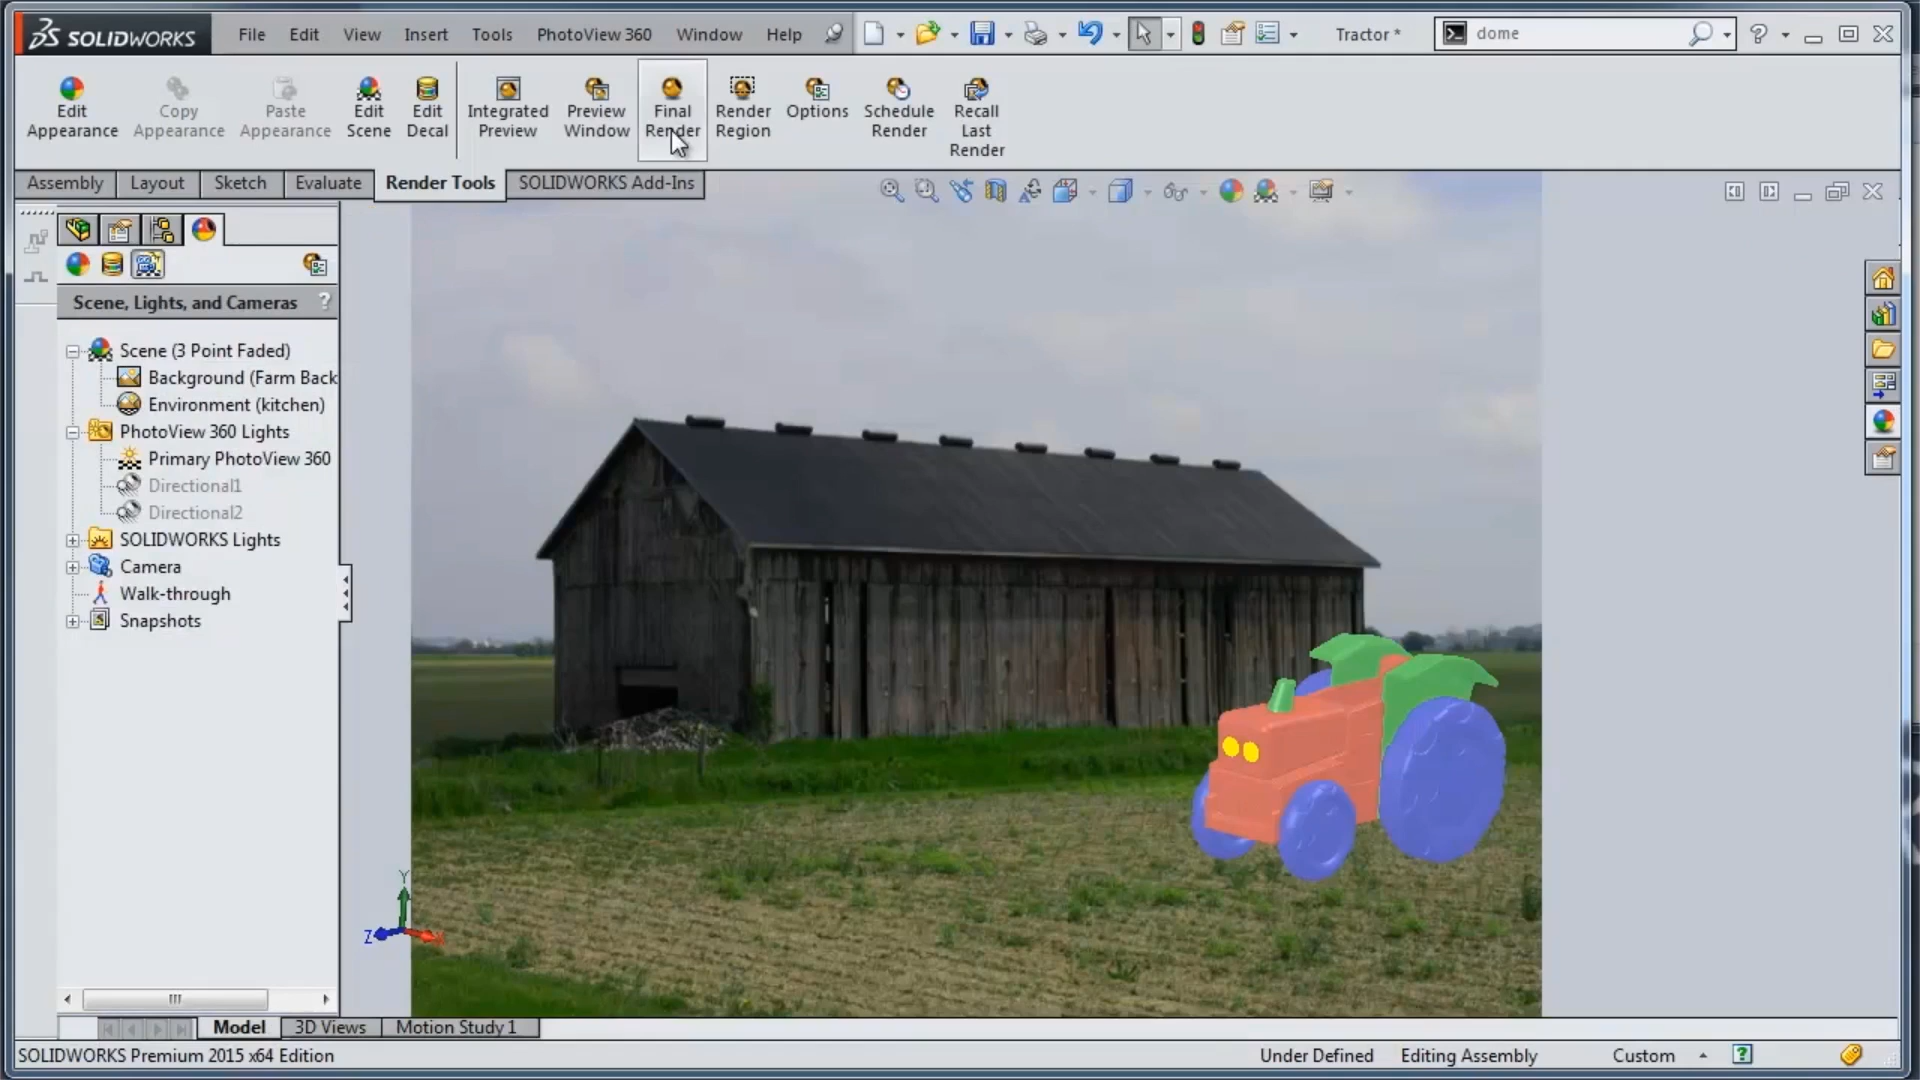 SOLIDWORKS File Edit View Insert Tools PhotoView 360 Window Help Tractor * dome
Edit Appearance
Copy Appearance
Paste Appearance
Edit Scene
Edit Decal
Integrated Preview
Preview Window
Final Render
Render Region
Options
Schedule Render
Recall Last Render
Assembly Layout Sketch Evaluate Render Tools SOLIDWORKS Add-Ins
Scene, Lights, and Cameras ?
Scene (3 Point Faded)
Background (Farm Back
Environment (kitchen)
PhotoView 360 Lights
Primary PhotoView 360
Directional1
Directional2
SOLIDWORKS Lights
Camera
Walk-through
Snapshots
Y
Z X
Model 3D Views Motion Study 1
SOLIDWORKS Premium 2015 x64 Edition Under Defined Editing Assembly Custom ?